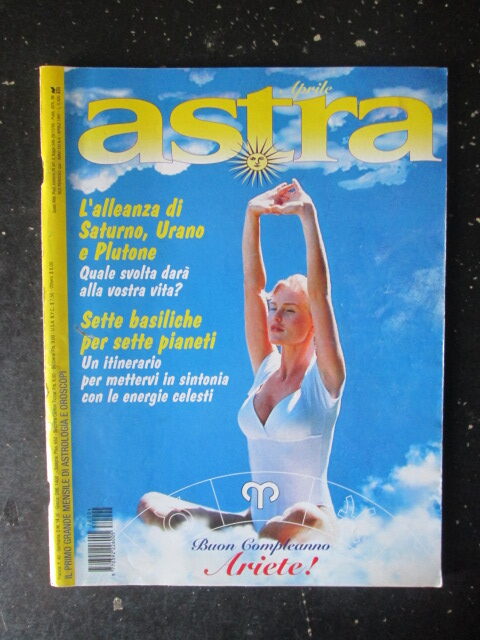 Aprile
astra
L'alleanza di
Saturno, Urano
e Plutone
Quale svolta darà
alla vostra vita?
Sette basiliche
per sette pianeti
Un itinerario
per mettervi in sintonia
con le energie celesti
Buon Compleanno
Ariete!
IL PRIMO GRANDE MENSILE DI ASTROLOGIA E OROSCOPI